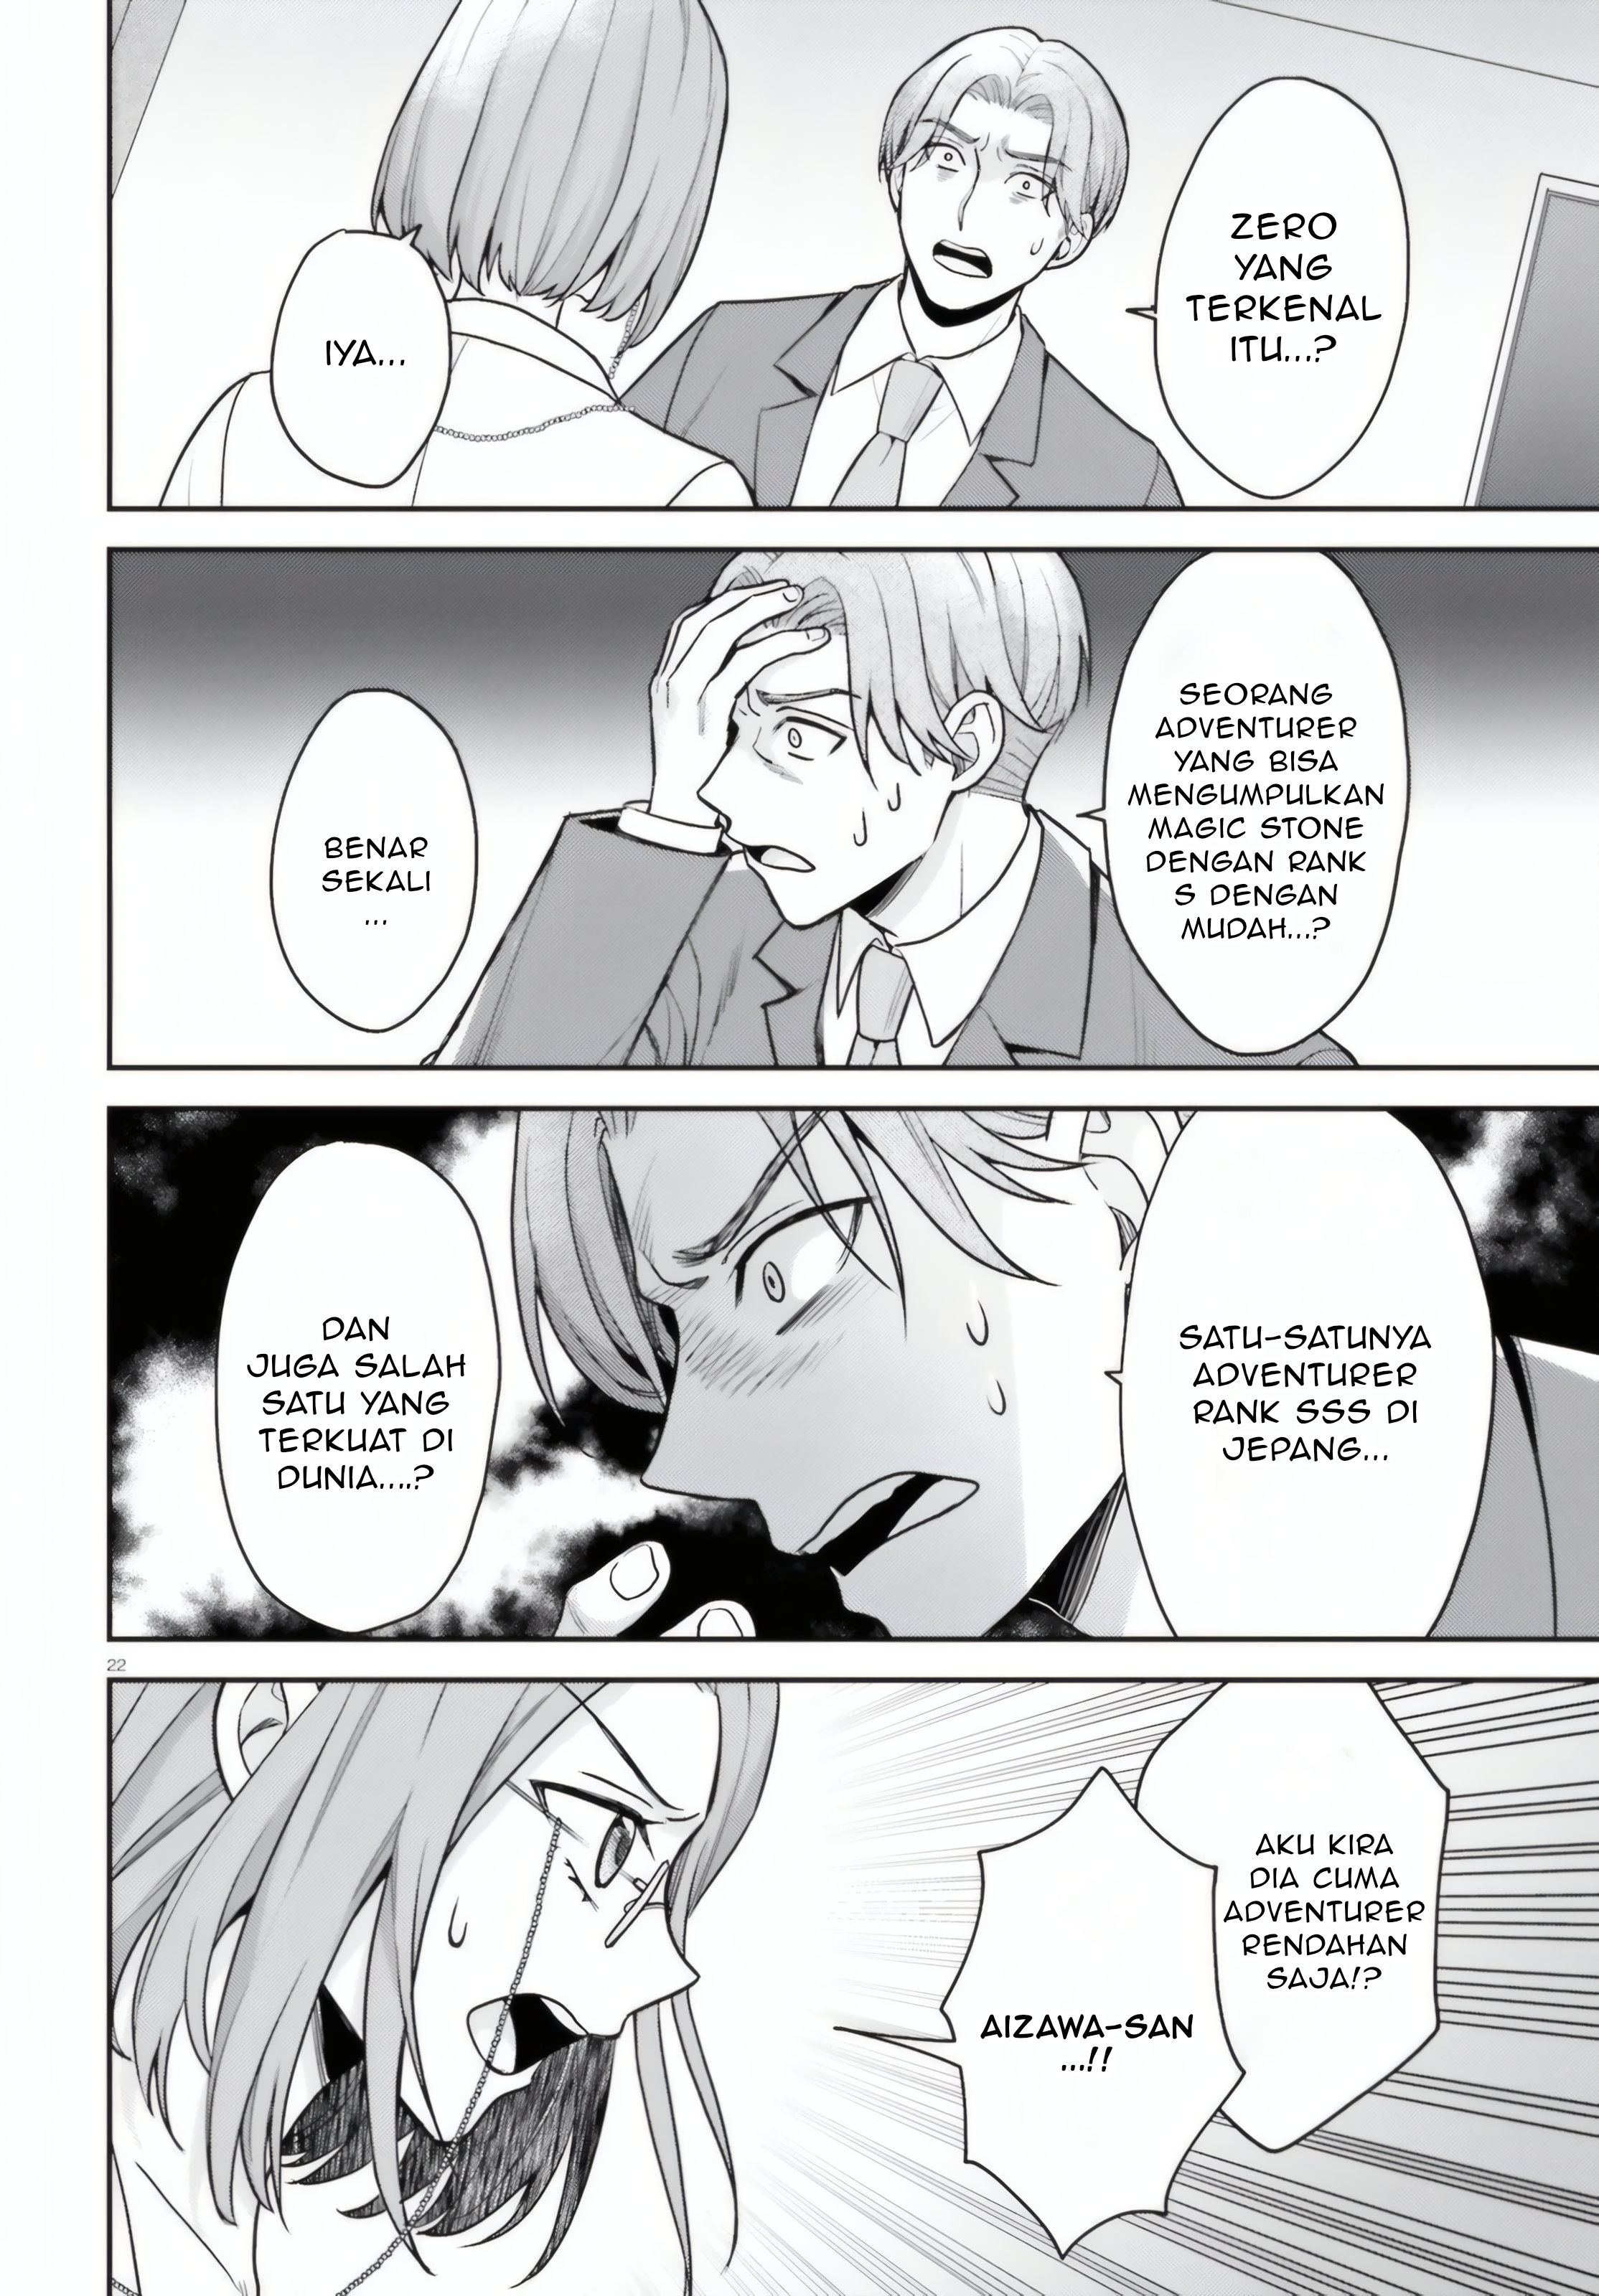 ZERO
YANG
TERKENAL
ITU...?
IYA...
SEORANG
ADVENTURER
YANG BISA
MENGUMPULKAN
MAGIC STONE
DENGAN RANK
S DENGAN
MUDAH...?
BENAR
SEKALI
...
SATU-SATUNYA
ADVENTURER
RANK SSS DI
JEPANG...
DAN
JUGA SALAH
SATU YANG
TERKUAT DI
DUNIA....?
22
AKU KIRA
DIA CUMA
ADVENTURER
RENDAHAN
SAJA!?
AIZAWA-SAN
...!!